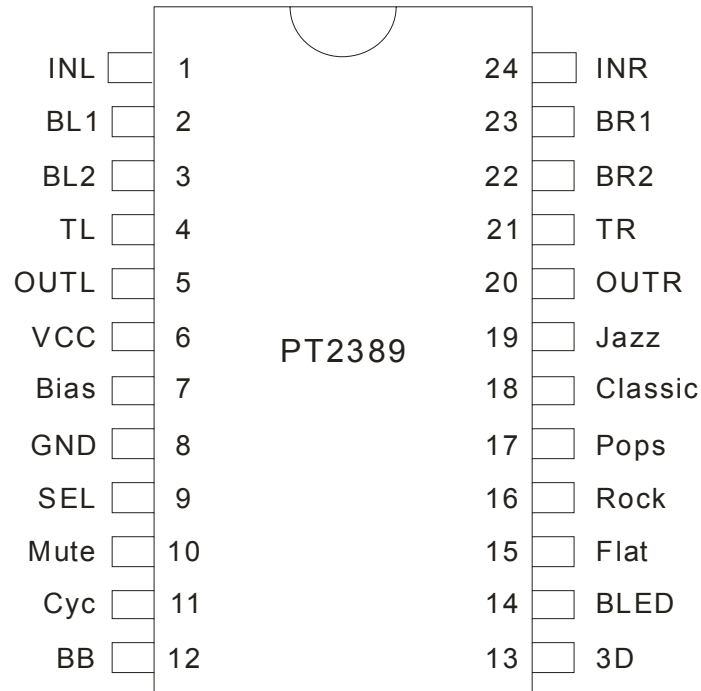 INL 1 24 INR
BL1 2 23 BR1
BL2 3 22 BR2
TL 4 21 TR
OUTL 5 20 OUTR
VCC 6 19 Jazz
PT2389
Bias 7 18 Classic
GND 8 17 Pops
SEL 9 16 Rock
Mute 10 15 Flat
Cyc 11 14 BLED
BB 12 13 3D